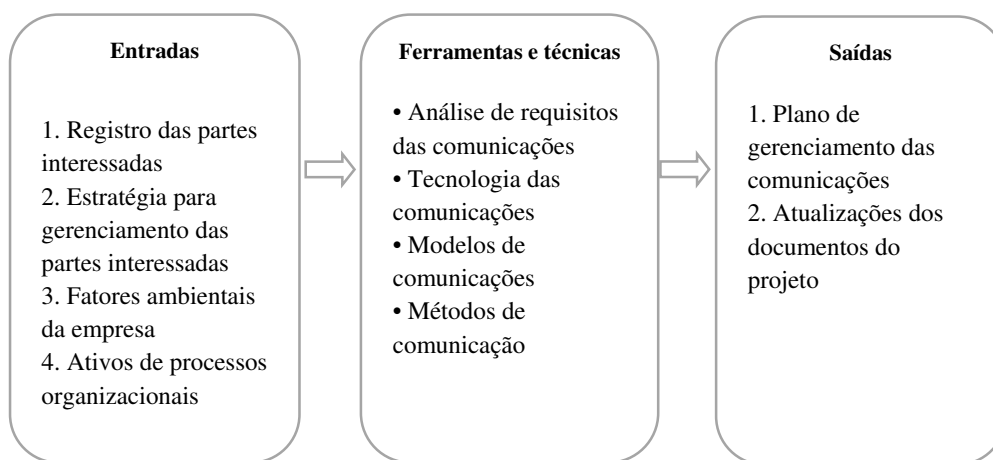 Entradas
1. Registro das partes
interessadas
2. Estratégia para
gerenciamento das
partes interessadas
3. Fatores ambientais
da empresa
4. Ativos de processos
organizacionais
Ferramentas e técnicas
• Análise de requisitos
das comunicações
• Tecnologia das
comunicações
• Modelos de
comunicações
• Métodos de
comunicação
Saídas
1. Plano de
gerenciamento das
comunicações
2. Atualizações dos
documentos do
projeto